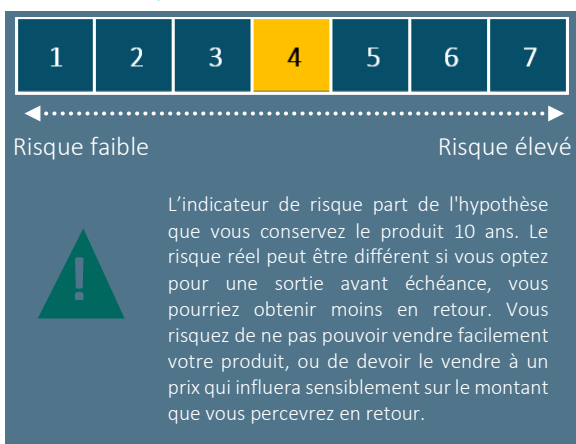 1 2 3 4 5 6 7
Risque faible Risque élevé
L’indicateur de risque part de l'hypothèse
que vous conservez le produit 10 ans. Le
risque réel peut être différent si vous optez
pour une sortie avant échéance, vous
pourriez obtenir moins en retour. Vous
risquez de ne pas pouvoir vendre facilement
votre produit, ou de devoir le vendre à un
prix qui influera sensiblement sur le montant
que vous percevrez en retour.
!